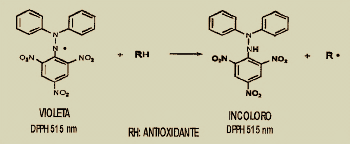 N
N •
O₂N
NO₂
NO₂
+ RH
N
NH
O₂N
NO₂
NO₂
+ R •
VIOLETA
DPPH 515 nm
RH: ANTIOXIDANTE
INCOLORO
DPPH 515 nm